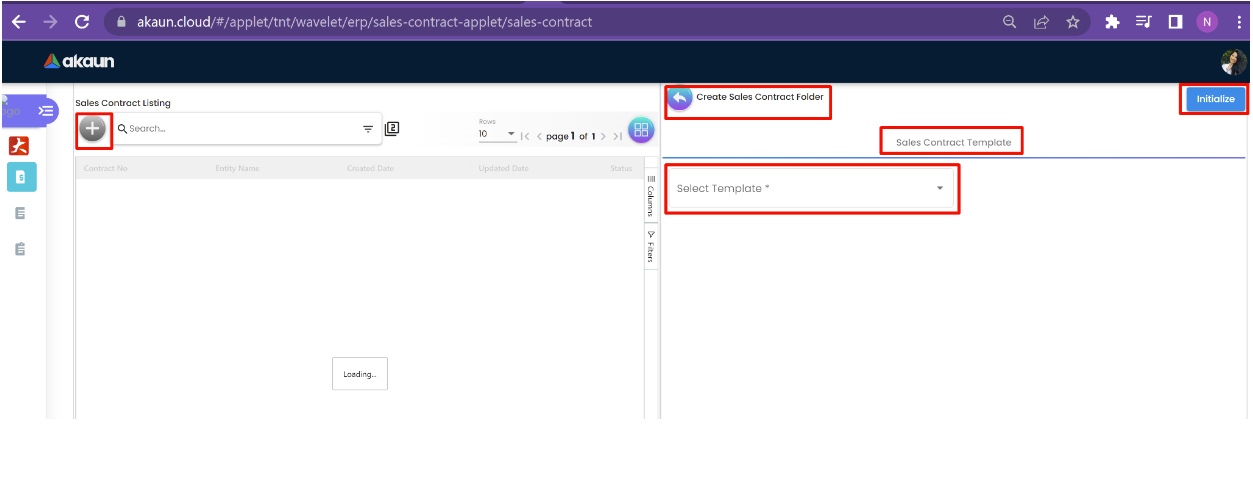 akaun.cloud/#/applet/tnt/wavelet/erp/sales-contract-applet/sales-contract
N
akaun
Sales Contract Listing
Create Sales Contract Folder
Initialize
Search...
2
Rows
10
page 1 of 1
Sales Contract Template
Contract No Entity Name Created Date Updated Date Status
Columns
Filters
Select Template *
Loading...